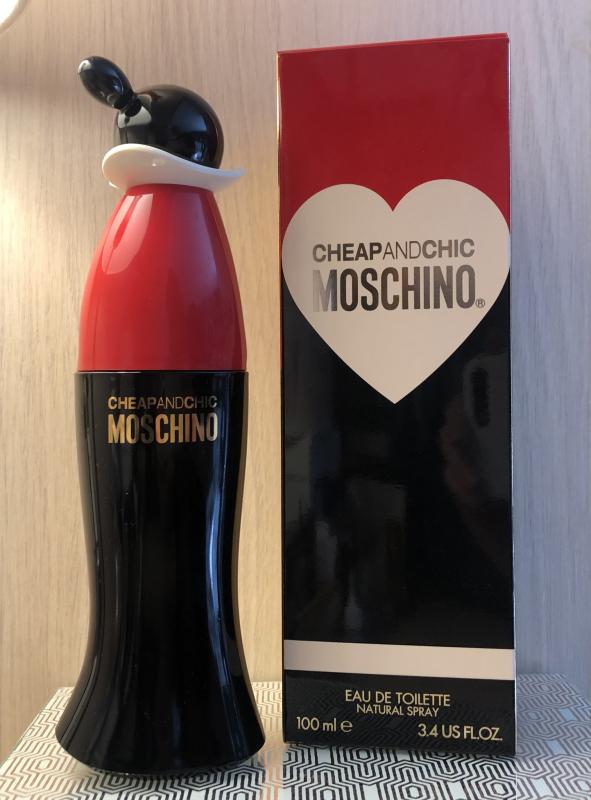 CHEAPANDCHIC
MOSCHINO
CHEAPANDCHIC
MOSCHINO®
EAU DE TOILETTE
NATURAL SPRAY
100 ml ℮
3.4 US FL.OZ.